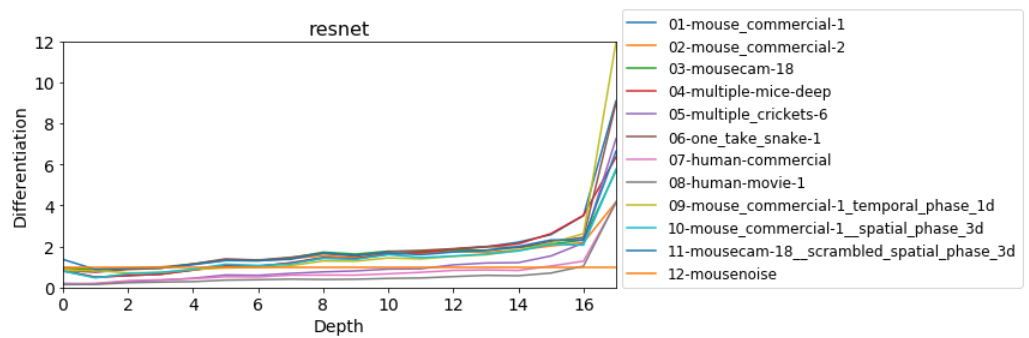 resnet
12
10
8
6
4
2
0
Differentiation
0 2 4 6 8 10 12 14 16
Depth
01-mouse_commercial-1
02-mouse_commercial-2
03-mousecam-18
04-multiple-mice-deep
05-multiple_crickets-6
06-one_take_snake-1
07-human-commercial
08-human-movie-1
09-mouse_commercial-1_temporal_phase_1d
10-mouse_commercial-1__spatial_phase_3d
11-mousecam-18__scrambled_spatial_phase_3d
12-mousenoise